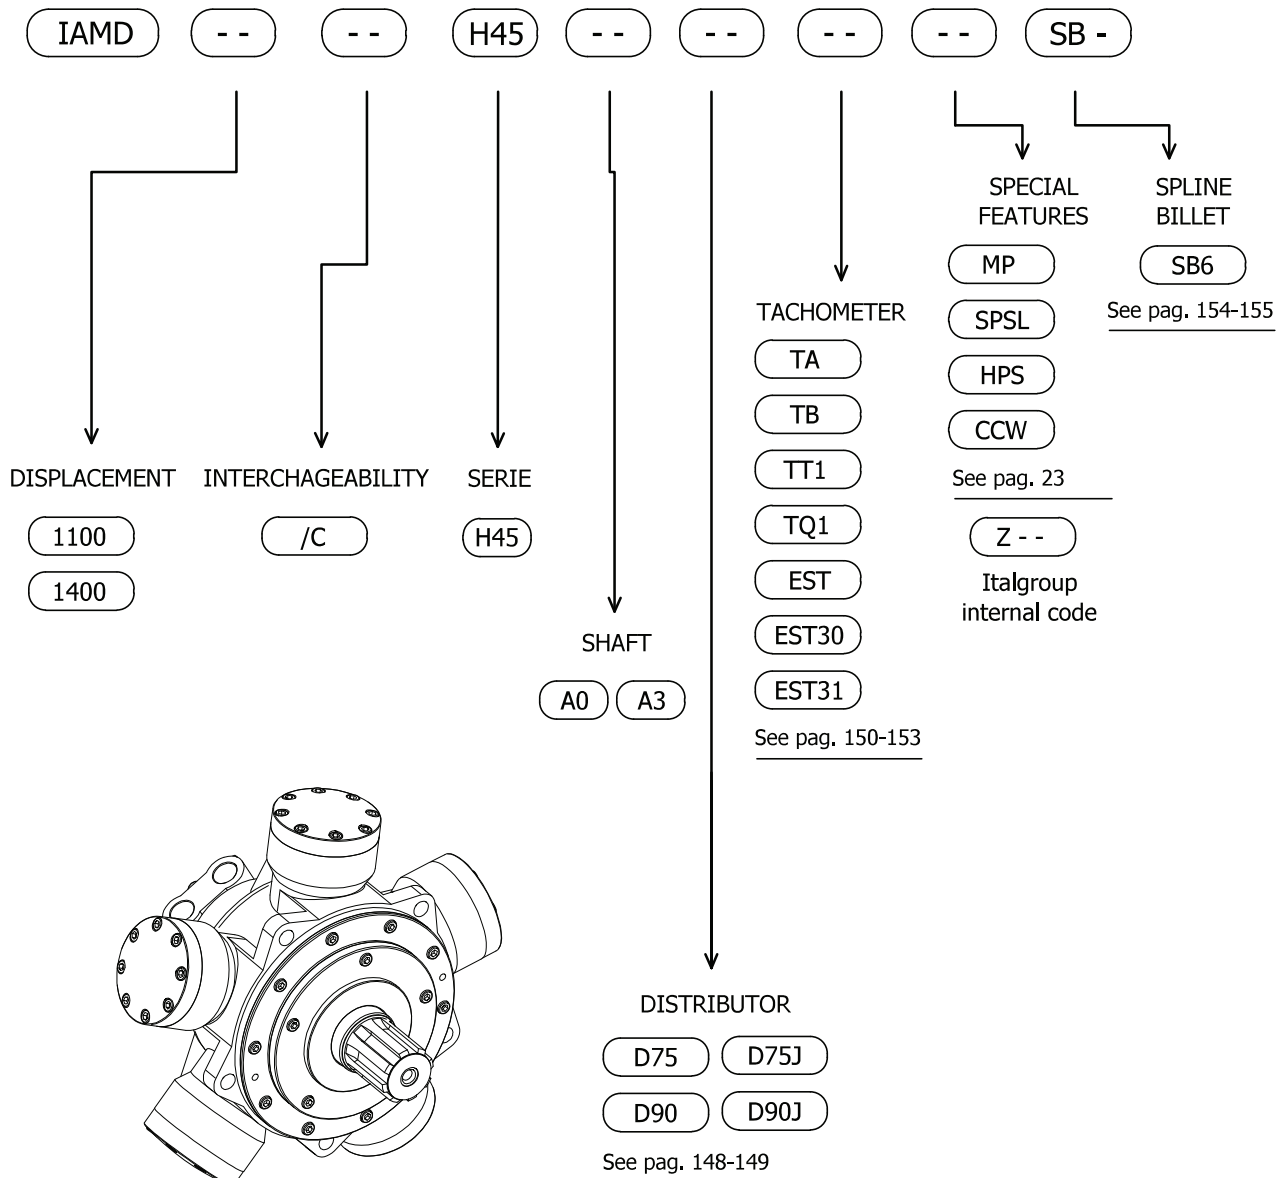 IAMD - - - - H45 - - - - - - - - SB -
DISPLACEMENT
1100
1400
INTERCHAGEABILITY
/C
SERIE
H45
SHAFT
A0 A3
DISTRIBUTOR
D75 D75J
D90 D90J
See pag. 148-149
TACHOMETER
TA
TB
TT1
TQ1
EST
EST30
EST31
See pag. 150-153
SPECIAL
FEATURES
MP
SPSL
HPS
CCW
See pag. 23
Z - -
Italgroup
internal code
SPLINE
BILLET
SB6
See pag. 154-155